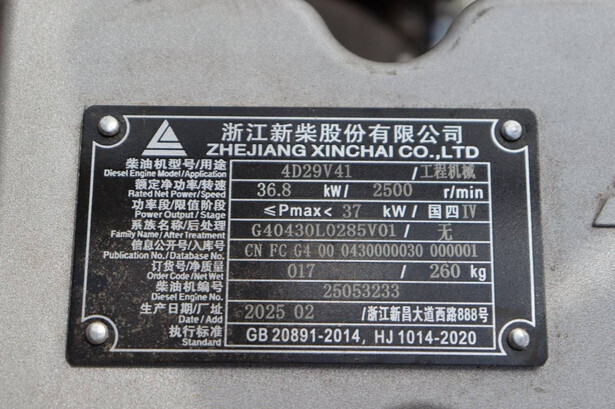 浙江新柴股份有限公司
ZHEJIANG XINCHAI CO.,LTD
柴油机型号/用途 4D29V41 /工程机械
Diesel Engine Model/Application
额定净功率/转速 36.8 kW/ 2500 r/min
Rated Net Power/Speed
功率段/限值阶段 ≤Pmax< 37 kW/ 国四IV
Power Output/Stage
系族名称/后处理 G40430L0285V01 / 无
Family Name/After Treatment
信息公开号/入库号 CN FC G4 00 0430000030 000001
Publication No./Database No.
订货号/净质量 017 / 260 kg
Order Code/Net Wet
柴油机编号 25053233
Diesel Engine No.
生产日期/厂址 2025 02 /浙江新昌大道西路888号
Date/Add
执行标准 GB 20891-2014, HJ 1014-2020
Standard